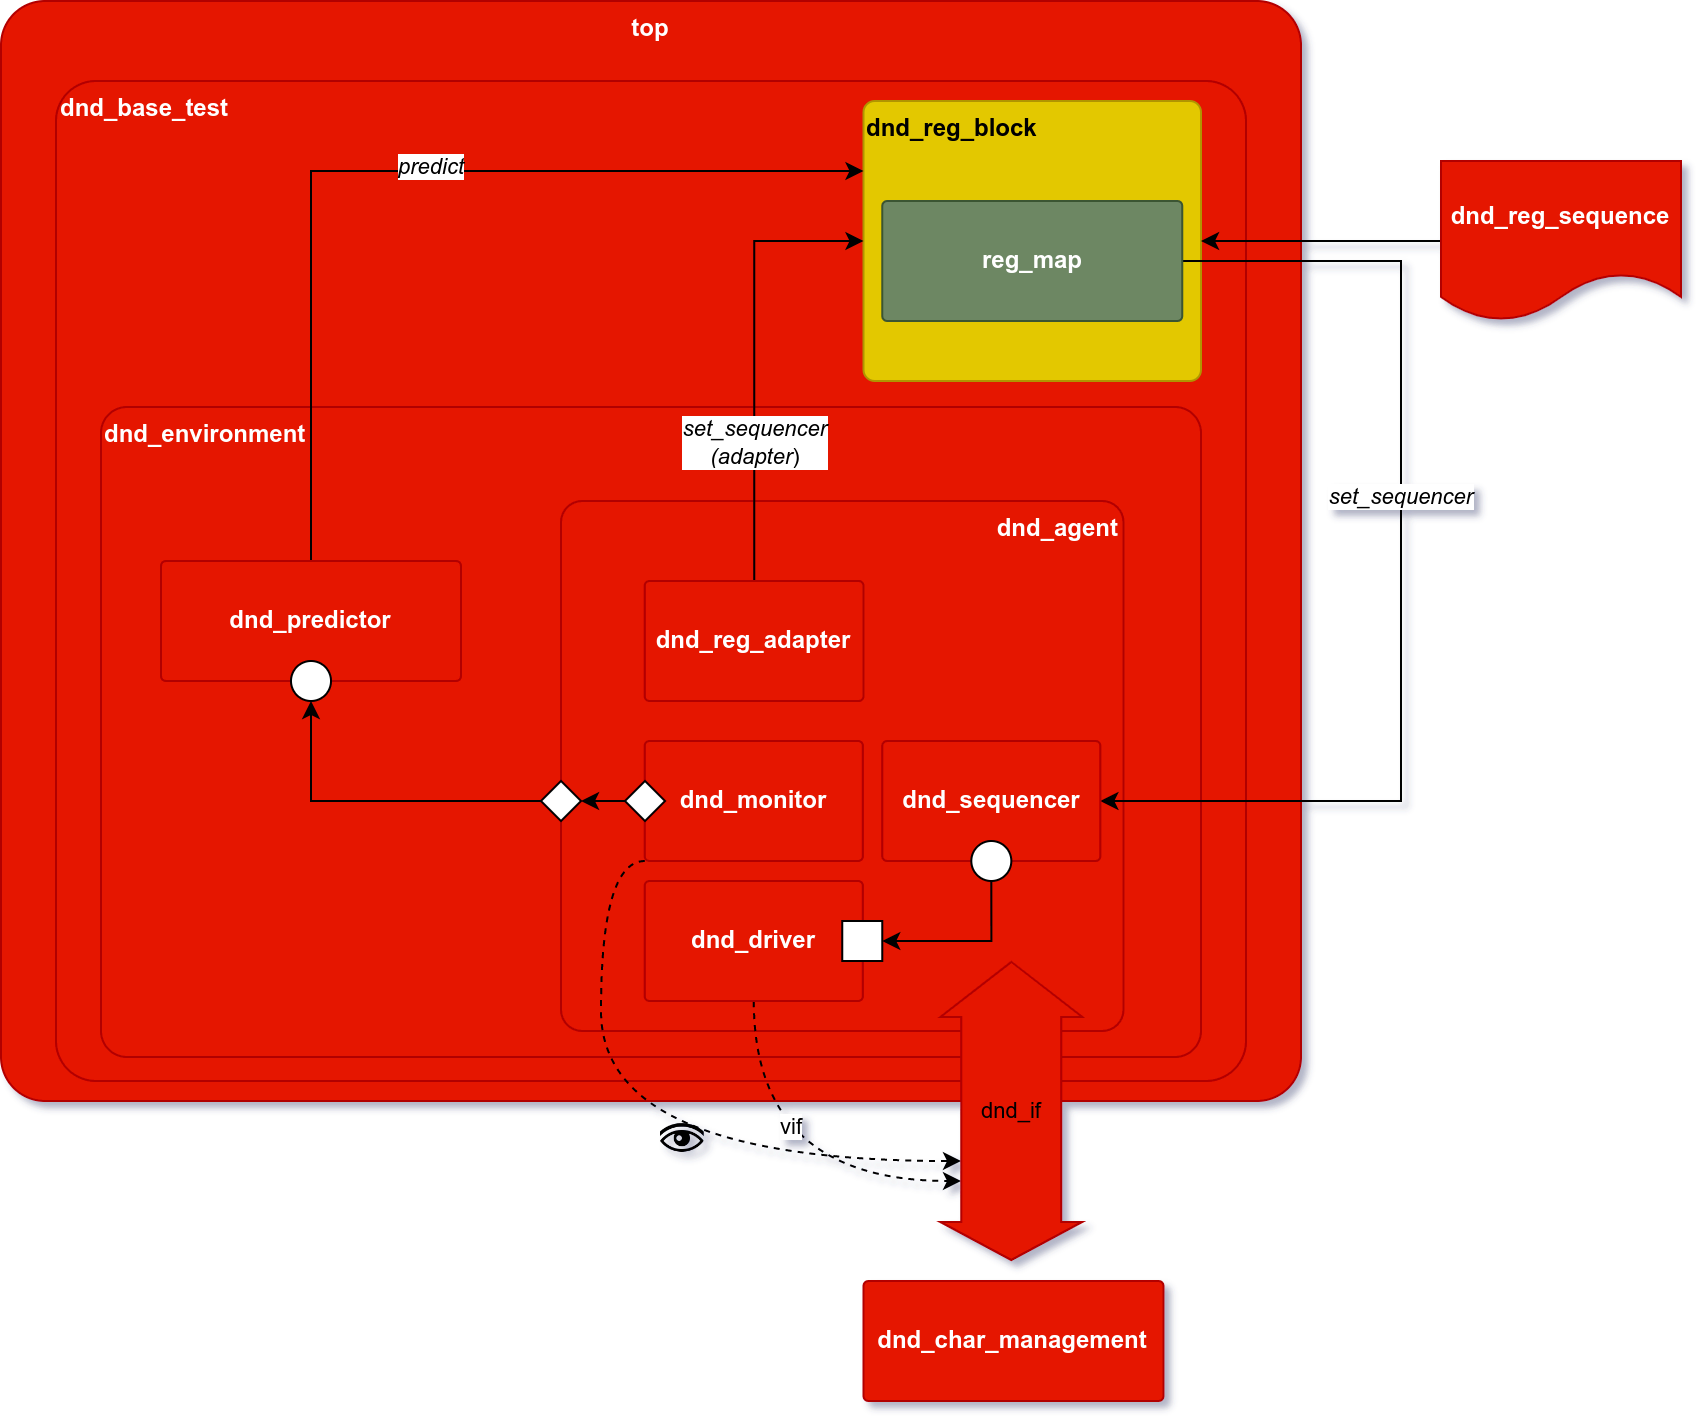 top
dnd_base_test
dnd_reg_block
predict
dnd_reg_sequence
reg_map
dnd_environment
set_sequencer
(adapter)
set_sequencer
dnd_agent
dnd_predictor
dnd_reg_adapter
dnd_monitor
dnd_sequencer
dnd_driver
dnd_if
vif
dnd_char_management